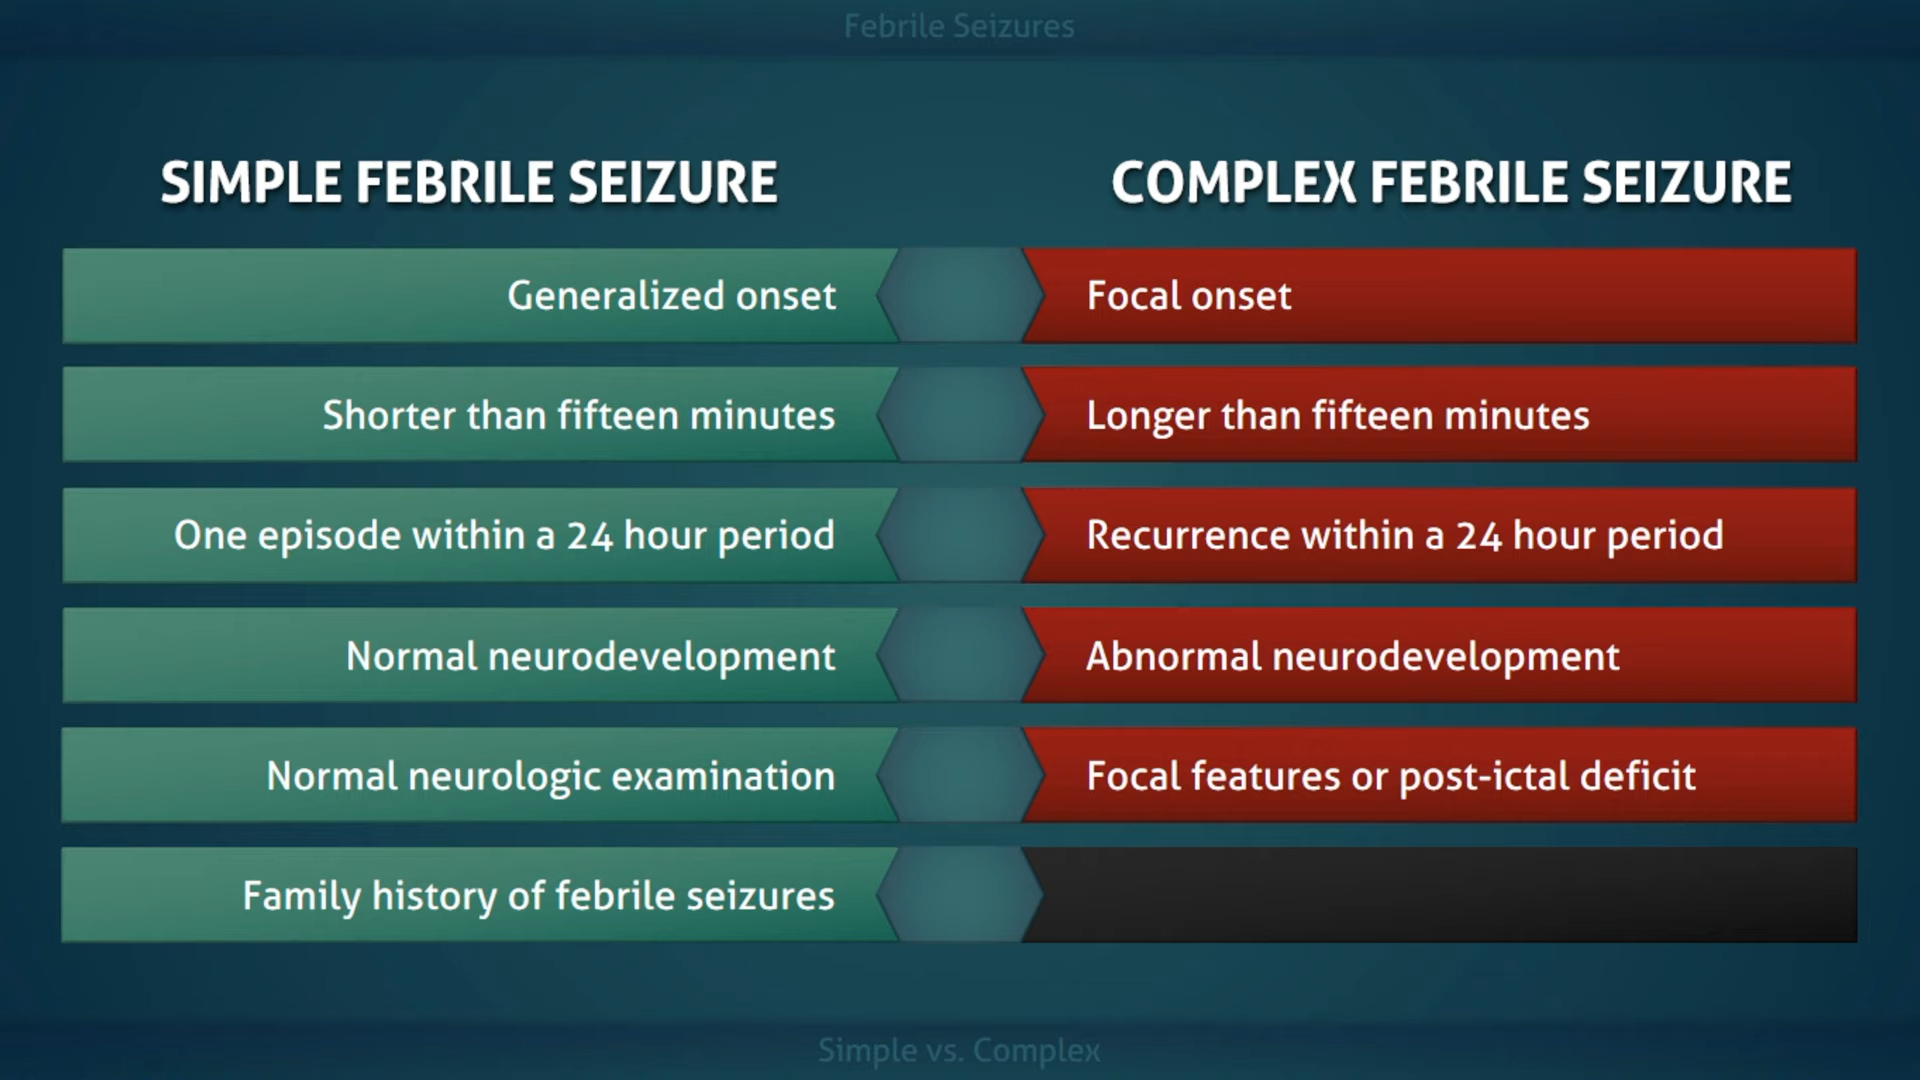 Febrile Seizures
SIMPLE FEBRILE SEIZURE
COMPLEX FEBRILE SEIZURE
Generalized onset
Focal onset
Shorter than fifteen minutes
Longer than fifteen minutes
One episode within a 24 hour period
Recurrence within a 24 hour period
Normal neurodevelopment
Abnormal neurodevelopment
Normal neurologic examination
Focal features or post-ictal deficit
Family history of febrile seizures
Simple vs. Complex